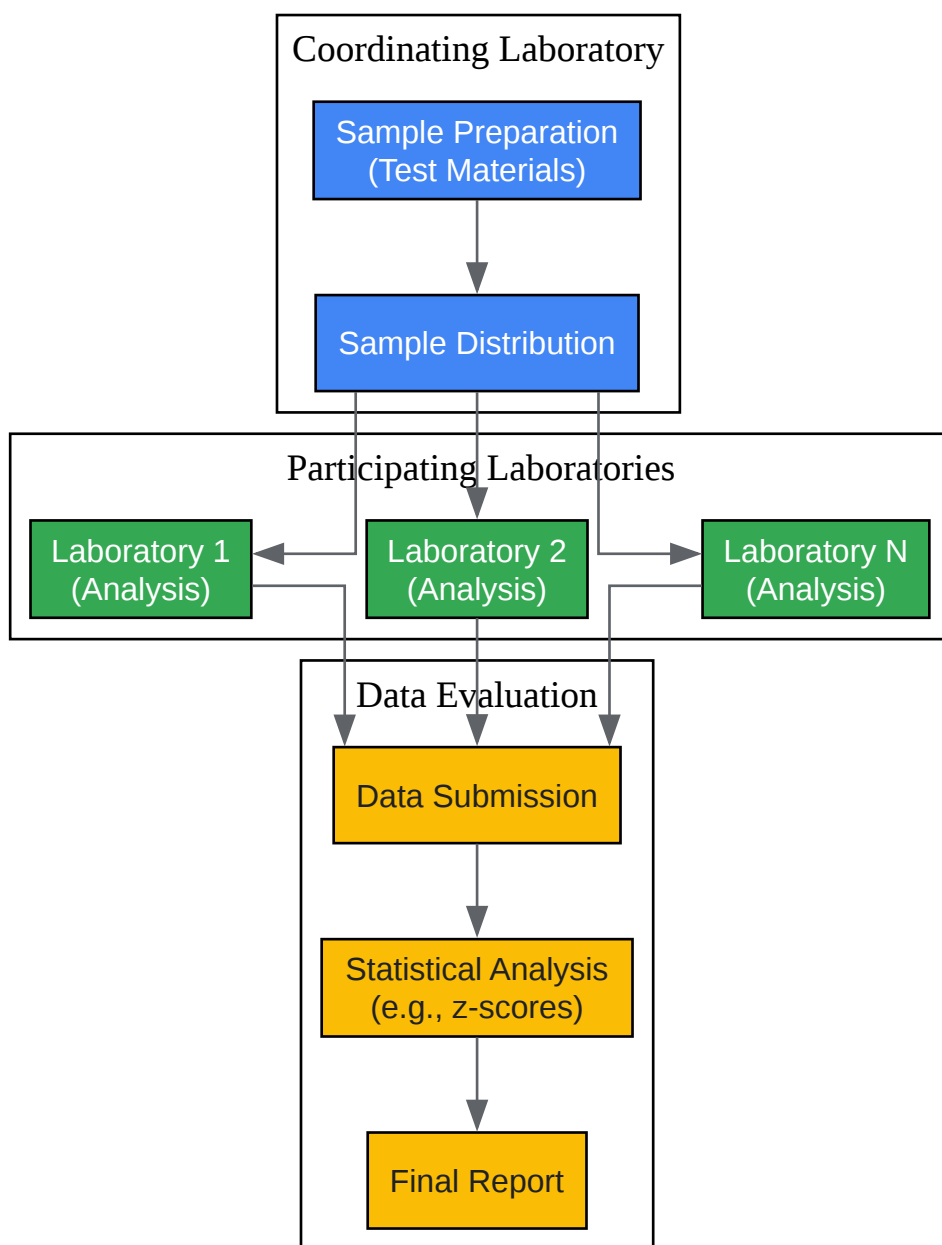 Coordinating Laboratory
Sample Preparation
(Test Materials)
Sample Distribution
Participating Laboratories
Laboratory 1
(Analysis)
Laboratory 2
(Analysis)
Laboratory N
(Analysis)
Data Evaluation
Data Submission
Statistical Analysis
(e.g., z-scores)
Final Report